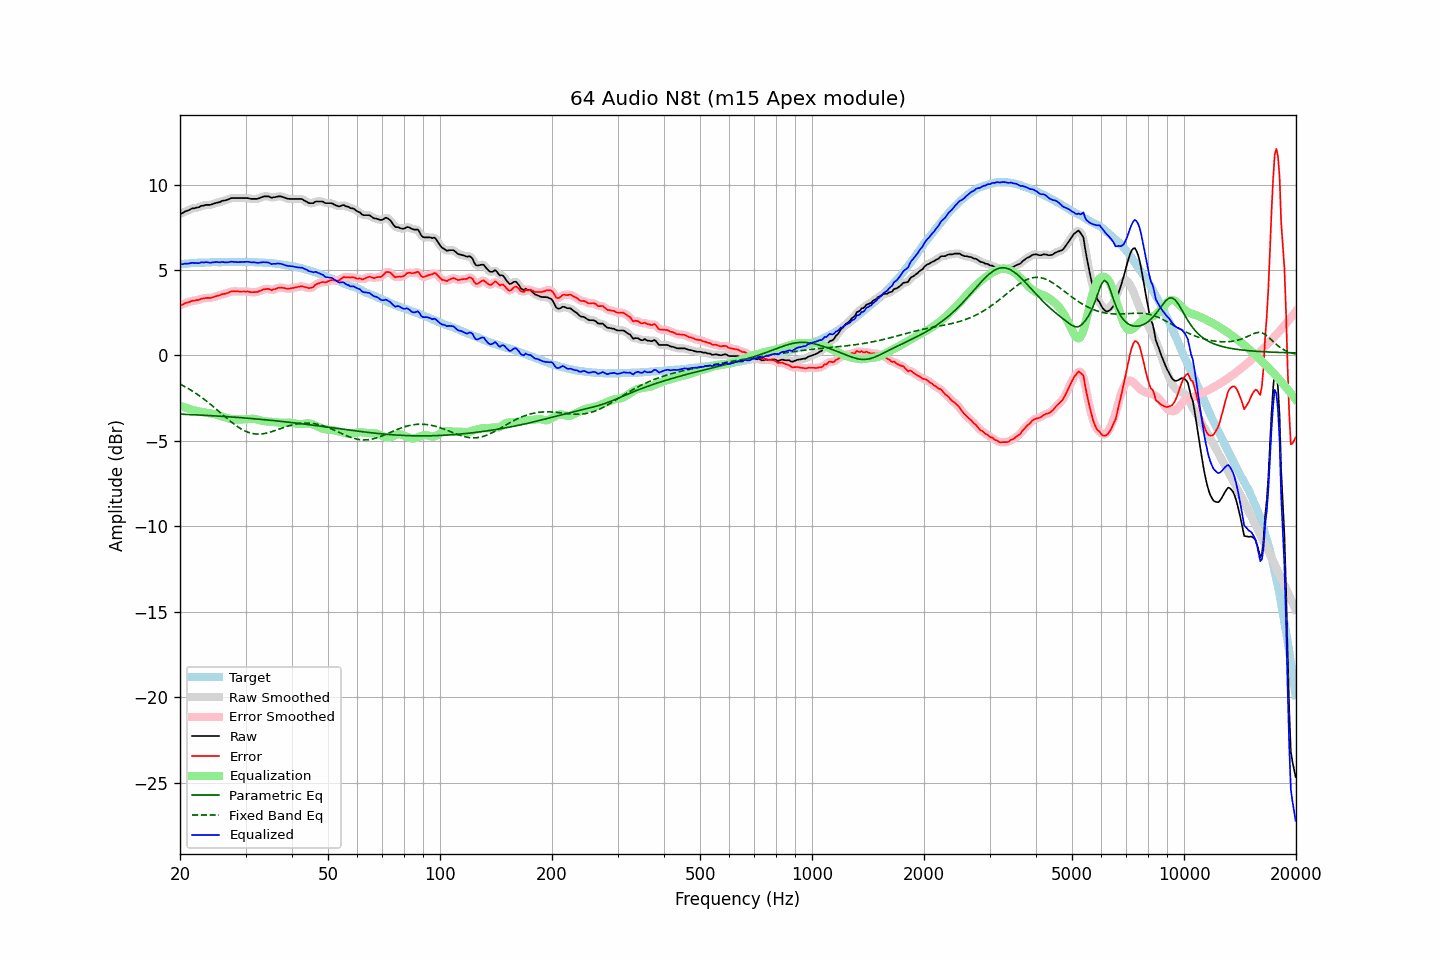 64 Audio N8t (m15 Apex module)
Amplitude (dBr)
10
5
0
−5
−10
−15
−20
−25
Target
Raw Smoothed
Error Smoothed
Raw
Error
Equalization
Parametric Eq
Fixed Band Eq
Equalized
20 50 100 200 500 1000 2000 5000 10000 20000
Frequency (Hz)